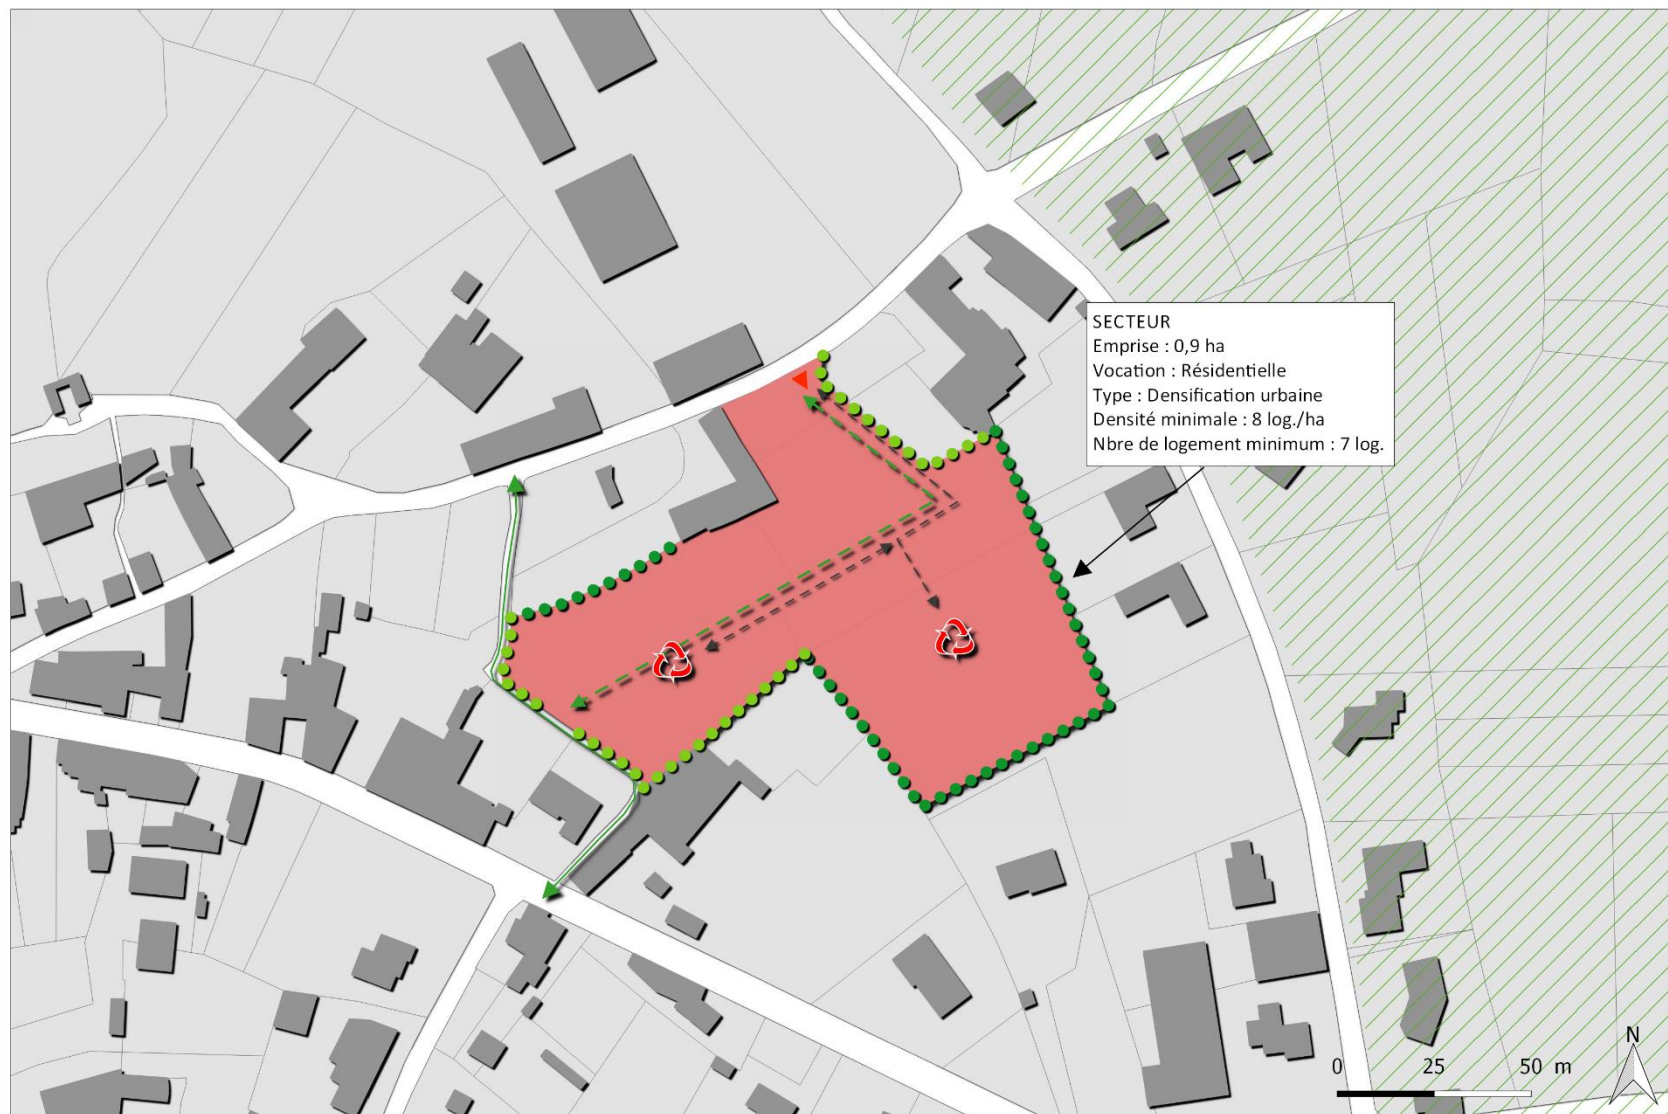 SECTEUR
Emprise : 0,9 ha
Vocation : Résidentielle
Type : Densification urbaine
Densité minimale : 8 log./ha
Nbre de logement minimum : 7 log.
N
0 25 50 m